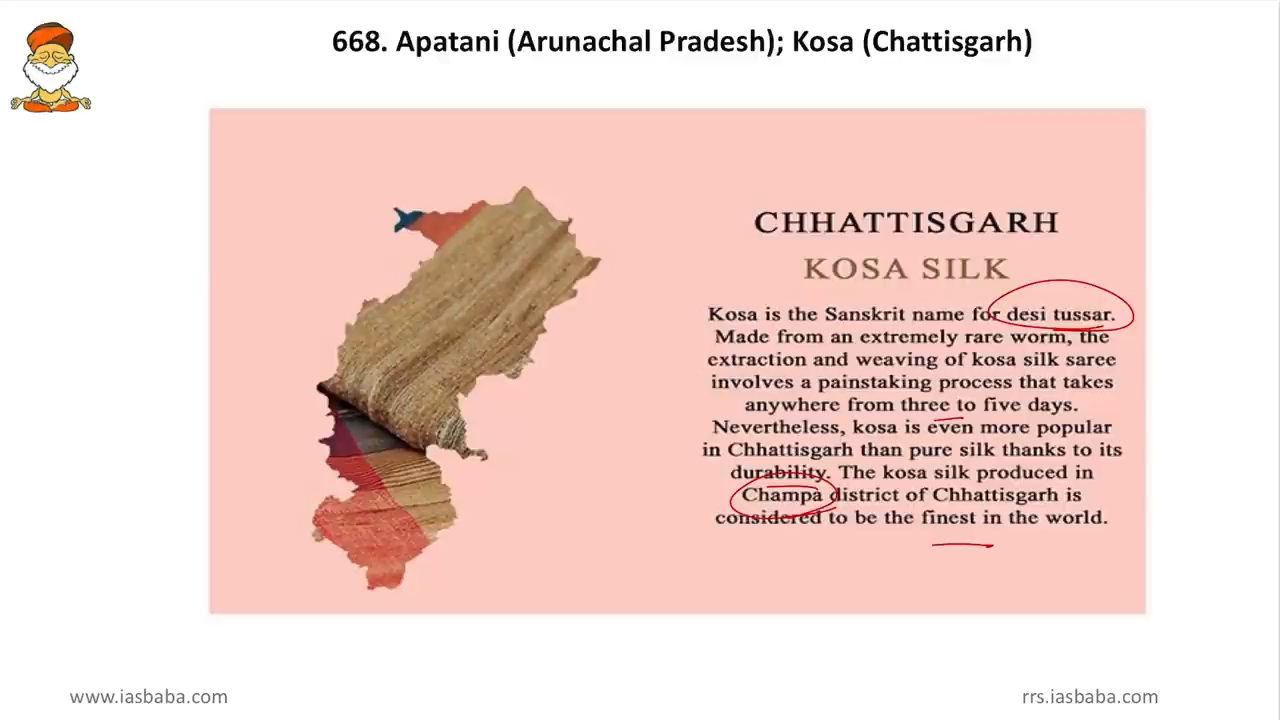 668. Apatani (Arunachal Pradesh); Kosa (Chattisgarh)
CHHATTISGARH
KOSA SILK
Kosa is the Sanskrit name for desi tussar.
Made from an extremely rare worm, the
extraction and weaving of kosa silk saree
involves a painstaking process that takes
anywhere from three to five days.
Nevertheless, kosa is even more popular
in Chhattisgarh than pure silk thanks to its
durability. The kosa silk produced in
Champa district of Chhattisgarh is
considered to be the finest in the world.
www.iasbaba.com
rrs.iasbaba.com